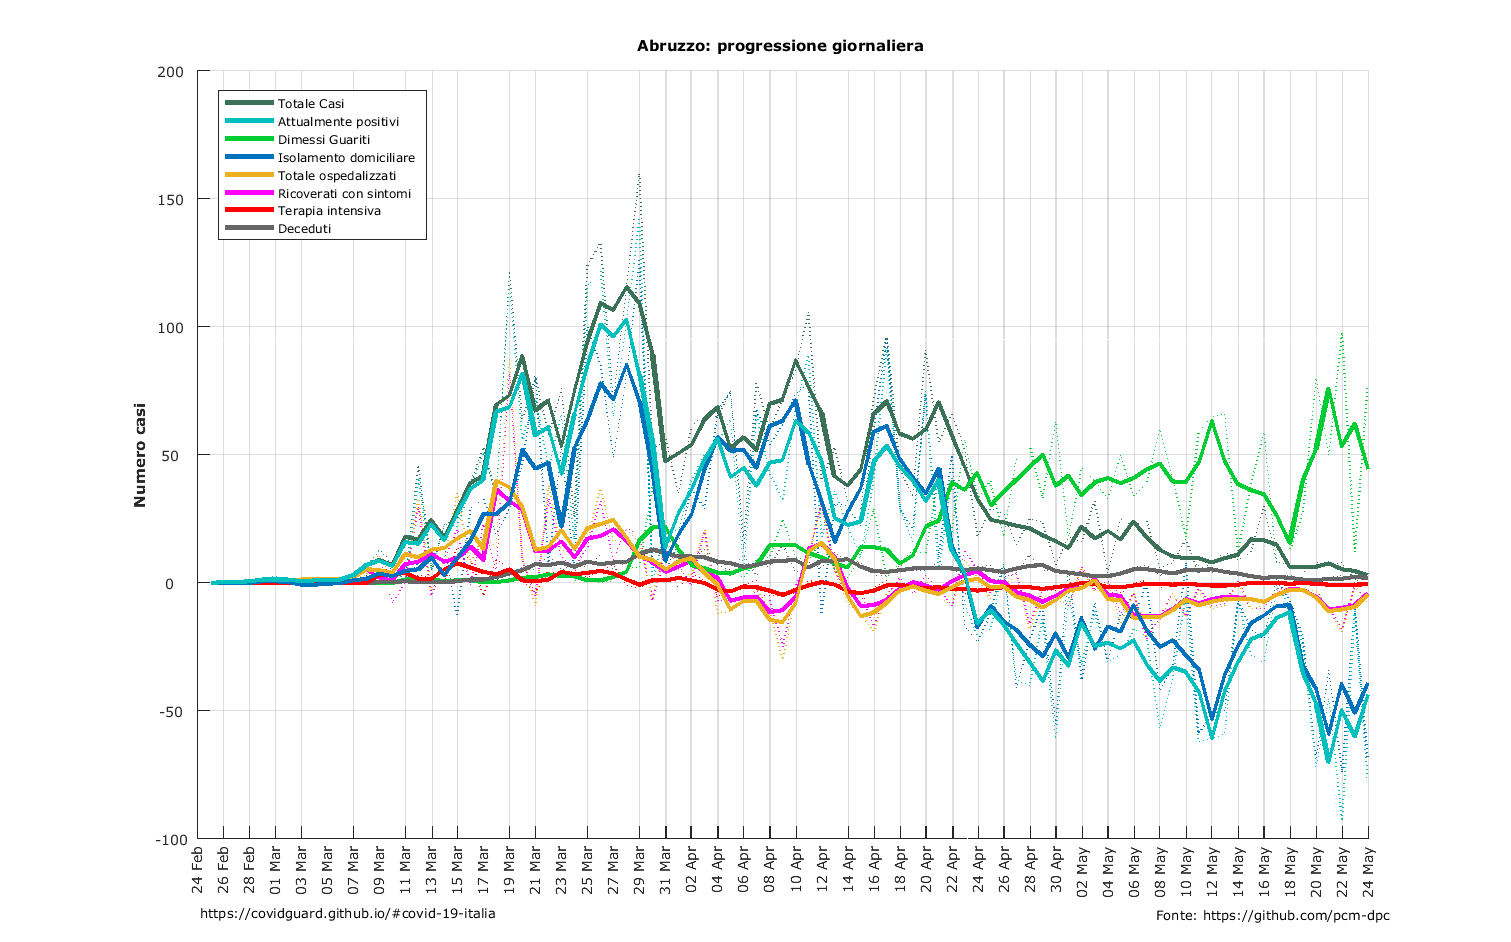 Abruzzo: progressione giornaliera
200
150
100
50
0
-50
-100
Numero casi
Totale Casi
Attualmente positivi
Dimessi Guariti
Isolamento domiciliare
Totale ospedalizzati
Ricoverati con sintomi
Terapia intensiva
Deceduti
24 Feb
26 Feb
28 Feb
01 Mar
03 Mar
05 Mar
07 Mar
09 Mar
11 Mar
13 Mar
15 Mar
17 Mar
19 Mar
21 Mar
23 Mar
25 Mar
27 Mar
29 Mar
31 Mar
02 Apr
04 Apr
06 Apr
08 Apr
10 Apr
12 Apr
14 Apr
16 Apr
18 Apr
20 Apr
22 Apr
24 Apr
26 Apr
28 Apr
30 Apr
02 May
04 May
06 May
08 May
10 May
12 May
14 May
16 May
18 May
20 May
22 May
24 May
https://covidguard.github.io/#covid-19-italia
Fonte: https://github.com/pcm-dpc